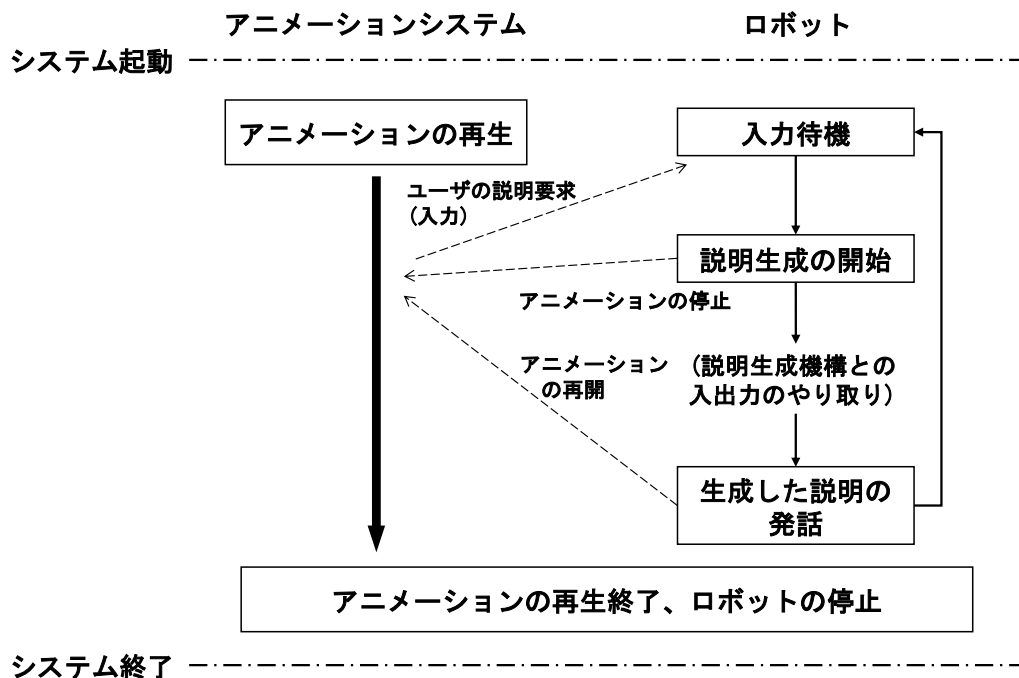 アニメーションシステム
ロボット
システム起動
アニメーションの再生
入力待機
ユーザの説明要求
（入力）
説明生成の開始
アニメーションの停止
アニメーション
の再開
（説明生成機構との
入出力のやり取り）
生成した説明の
発話
アニメーションの再生終了、ロボットの停止
システム終了